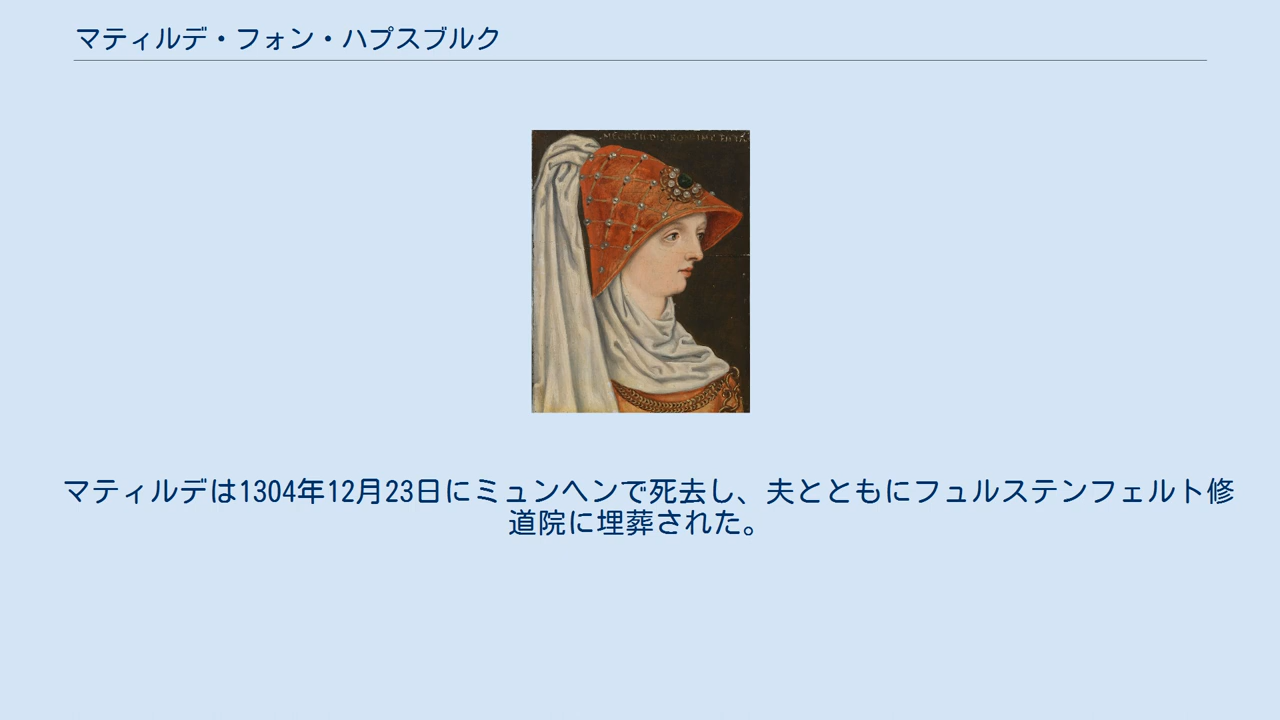 マティルデ・フォン・ハプスブルク
マティルデは1304年12月23日にミュンヘンで死去し、夫とともにフュルステンフェルト修
道院に埋葬された。